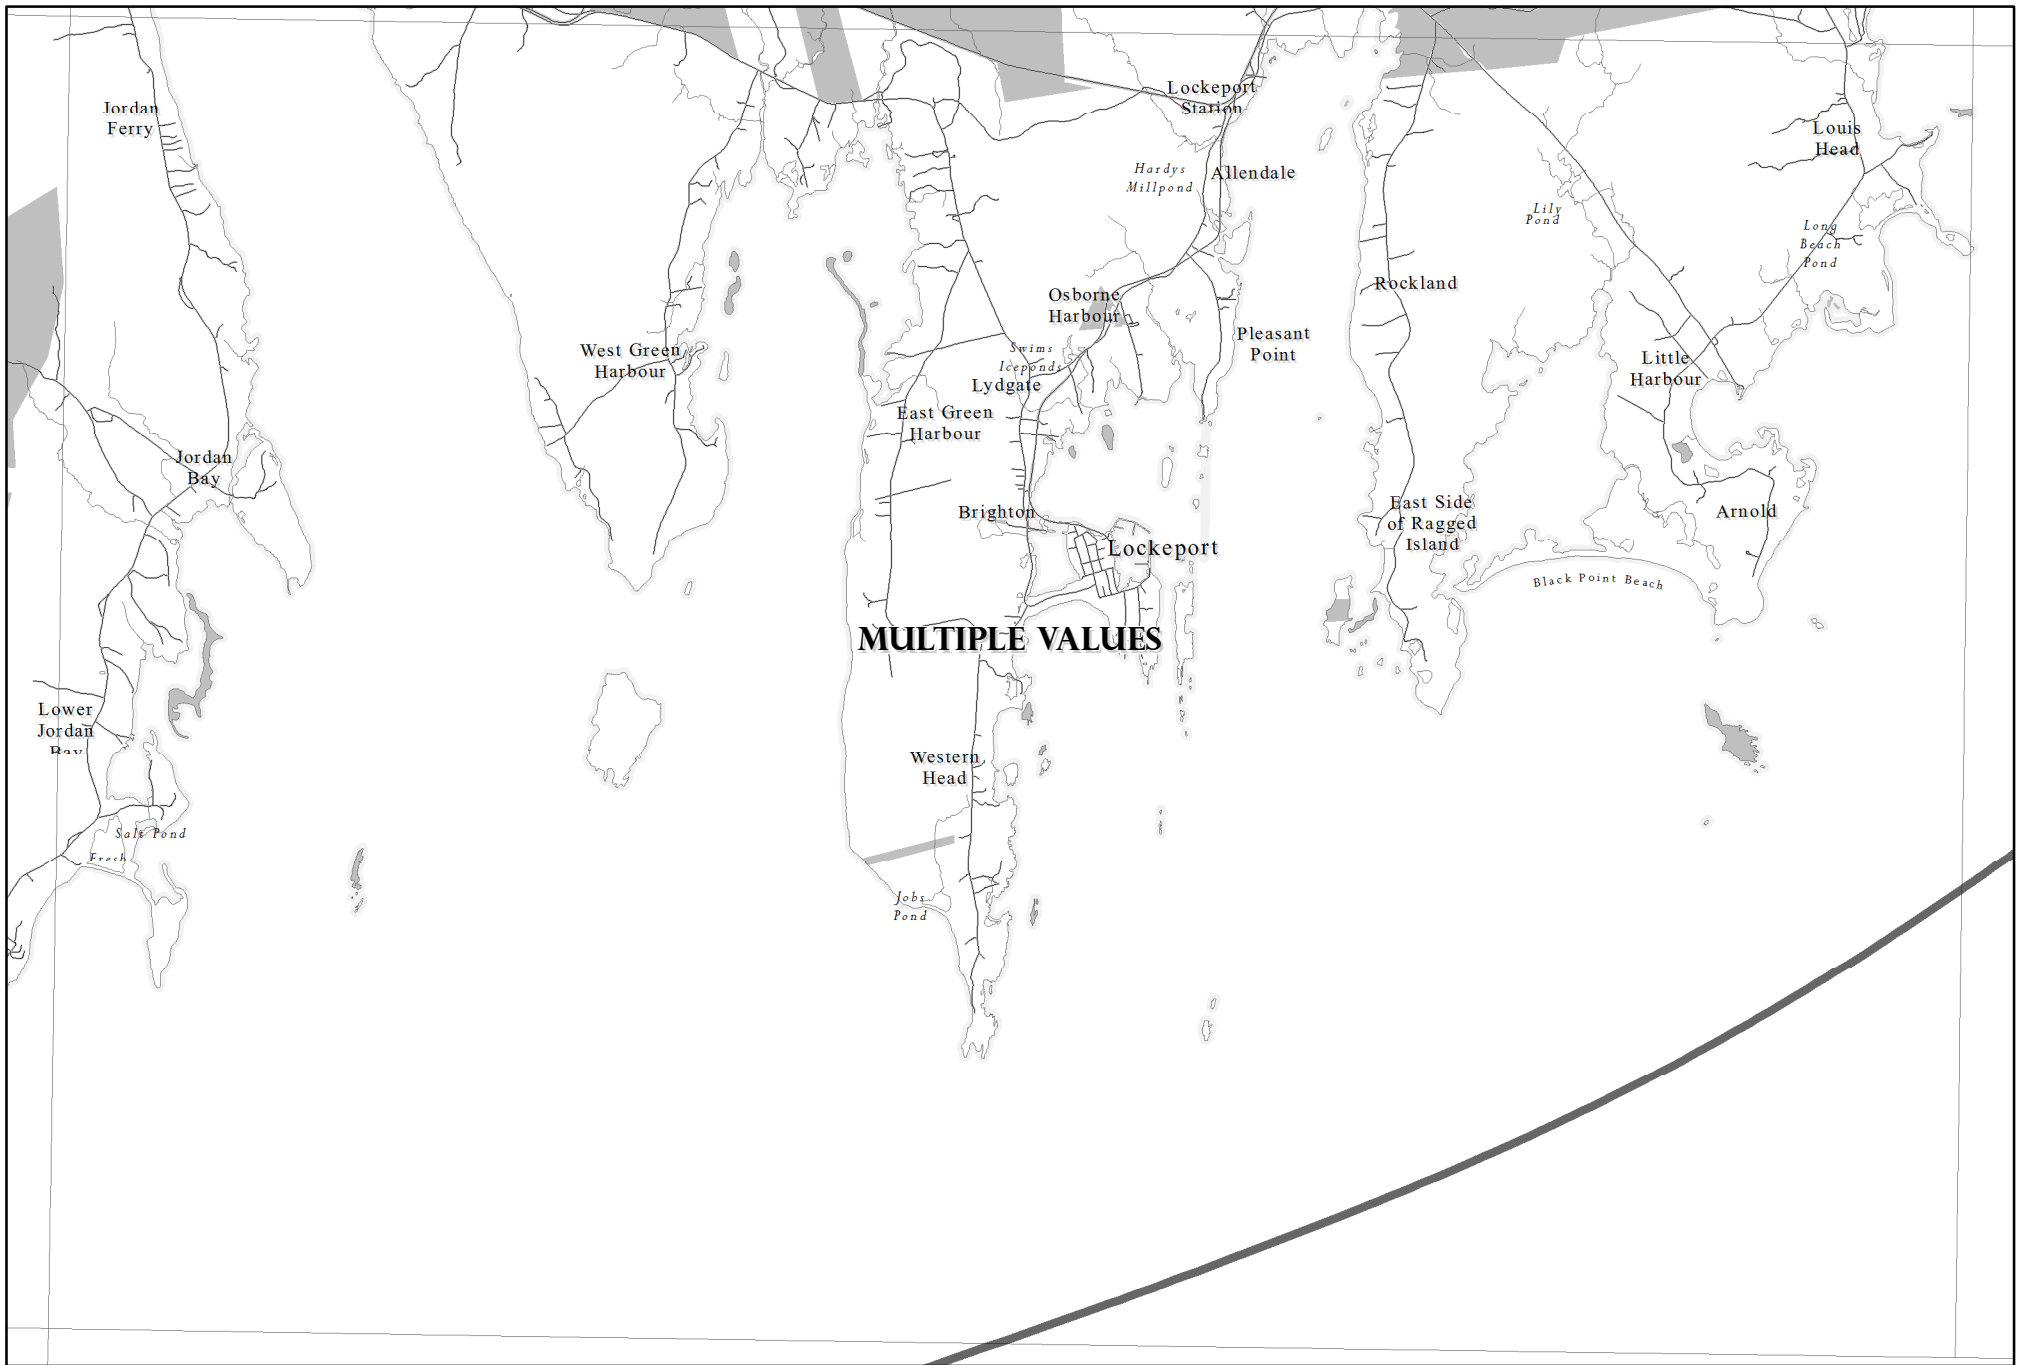 Jordan
Ferry
Lockeport
Station
Louis
Head
Hardys
Millpond
Allendale
Lily
Pond
Long
Beach
Pond
Rockland
Osborne
Harbour
Pleasant
Point
West Green
Harbour
Swims
Iceponds
Lydgate
Little
Harbour
East Green
Harbour
Jordan
Bay
Brighton
East Side
of Ragged
Island
Arnold
Lockeport
Black Point Beach
MULTIPLE VALUES
Lower
Jordan
Bay
Western
Head
Salt Pond
Fresh
Jobs
Pond